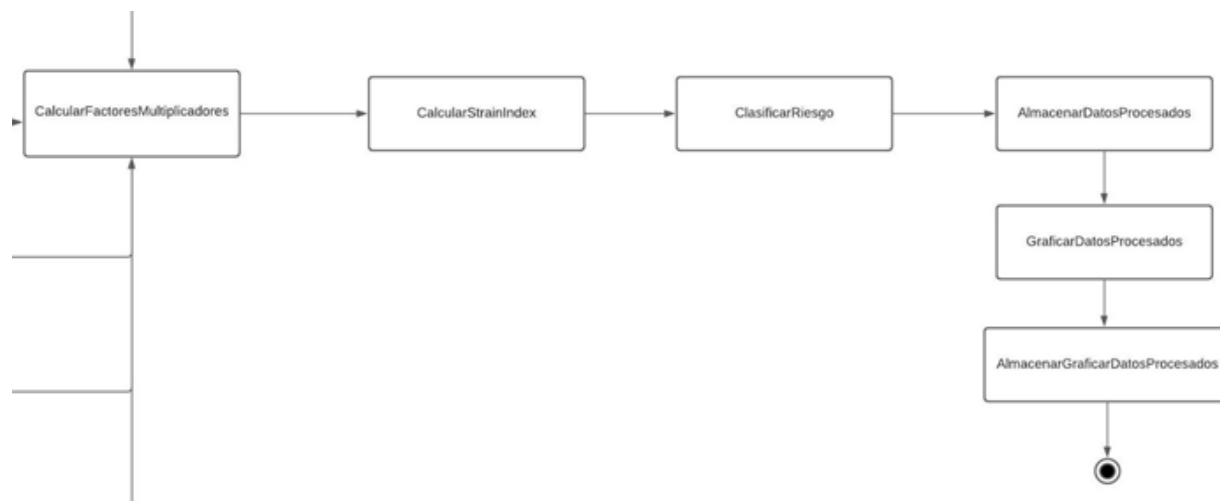 CalcularFactoresMultiplicadores
CalcularStrainIndex
ClasificarRiesgo
AlmacenarDatosProcesados
GraficarDatosProcesados
AlmacenarGraficarDatosProcesados